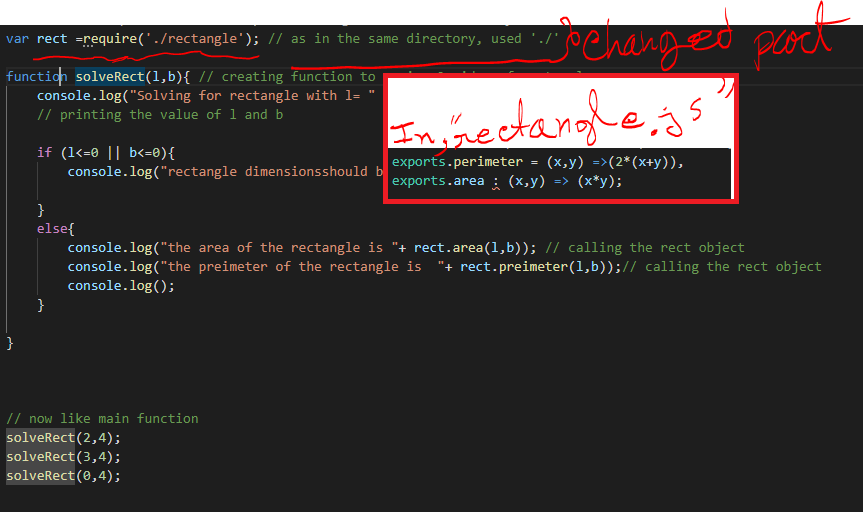 var rect =require('./rectangle'); // as in the same directory, used './' changed part
function solveRect(l,b){ // creating function to
console.log("Solving for rectangle with l= "
// printing the value of l and b
if (l<=0 || b<=0){
console.log("rectangle dimensionsshould b
In "rectangle.js"
exports.perimeter = (x,y) =>(2*(x+y)),
exports.area : (x,y) => (x*y);
}
else{
console.log("the area of the rectangle is "+ rect.area(l,b)); // calling the rect object
console.log("the preimeter of the rectangle is  "+ rect.preimeter(l,b));// calling the rect object
console.log();
}
}
// now like main function
solveRect(2,4);
solveRect(3,4);
solveRect(0,4);